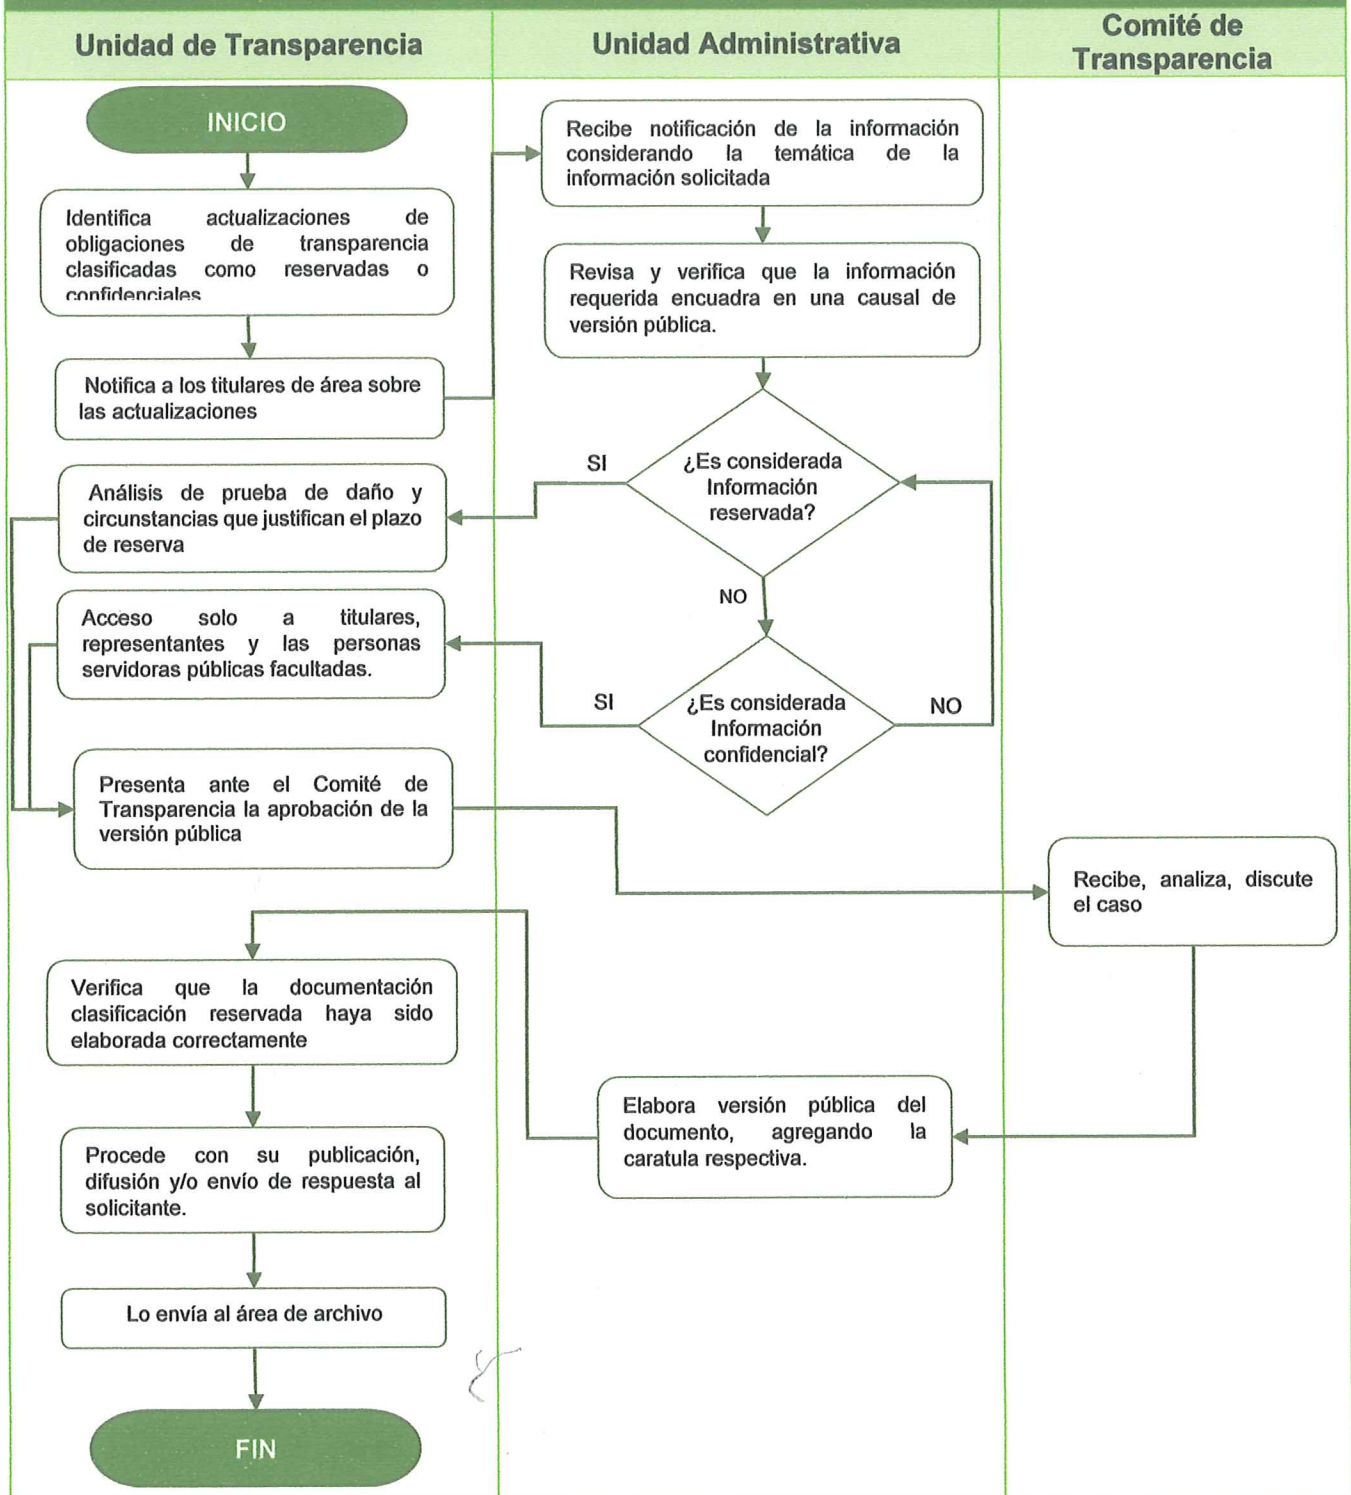 Unidad de Transparencia
Unidad Administrativa
Comité de
Transparencia
INICIO
Identifica actualizaciones de
obligaciones de transparencia
clasificadas como reservadas o
confidenciales
Notifica a los titulares de área sobre
las actualizaciones
Recibe notificación de la información
considerando la temática de la
información solicitada
Revisa y verifica que la información
requerida encuadra en una causal de
versión pública.
¿Es considerada
Información
reservada?
SI
NO
Análisis de prueba de daño y
circunstancias que justifican el plazo
de reserva
¿Es considerada
Información
confidencial?
SI
NO
Acceso solo a titulares,
representantes y las personas
servidoras públicas facultadas.
Presenta ante el Comité de
Transparencia la aprobación de la
versión pública
Recibe, analiza, discute
el caso
Elabora versión pública del
documento, agregando la
caratula respectiva.
Verifica que la documentación
clasificación reservada haya sido
elaborada correctamente
Procede con su publicación,
difusión y/o envío de respuesta al
solicitante.
Lo envía al área de archivo
FIN